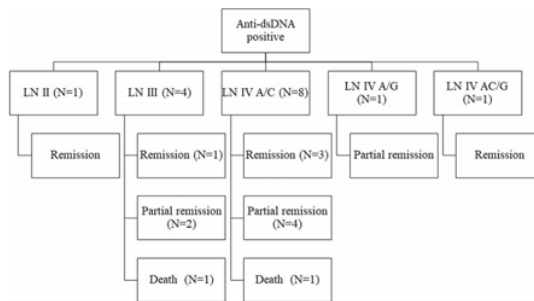 Anti-dsDNA
positive
LN II (N=1)
LN III (N=4)
LN IV A/C (N=8)
LN IV A/G
(N=1)
LN IV AC/G
(N=1)
Remission
Remission (N=1)
Remission (N=3)
Partial remission
Remission
Partial remission
(N=2)
Partial remission
(N=4)
Death (N=1)
Death (N=1)